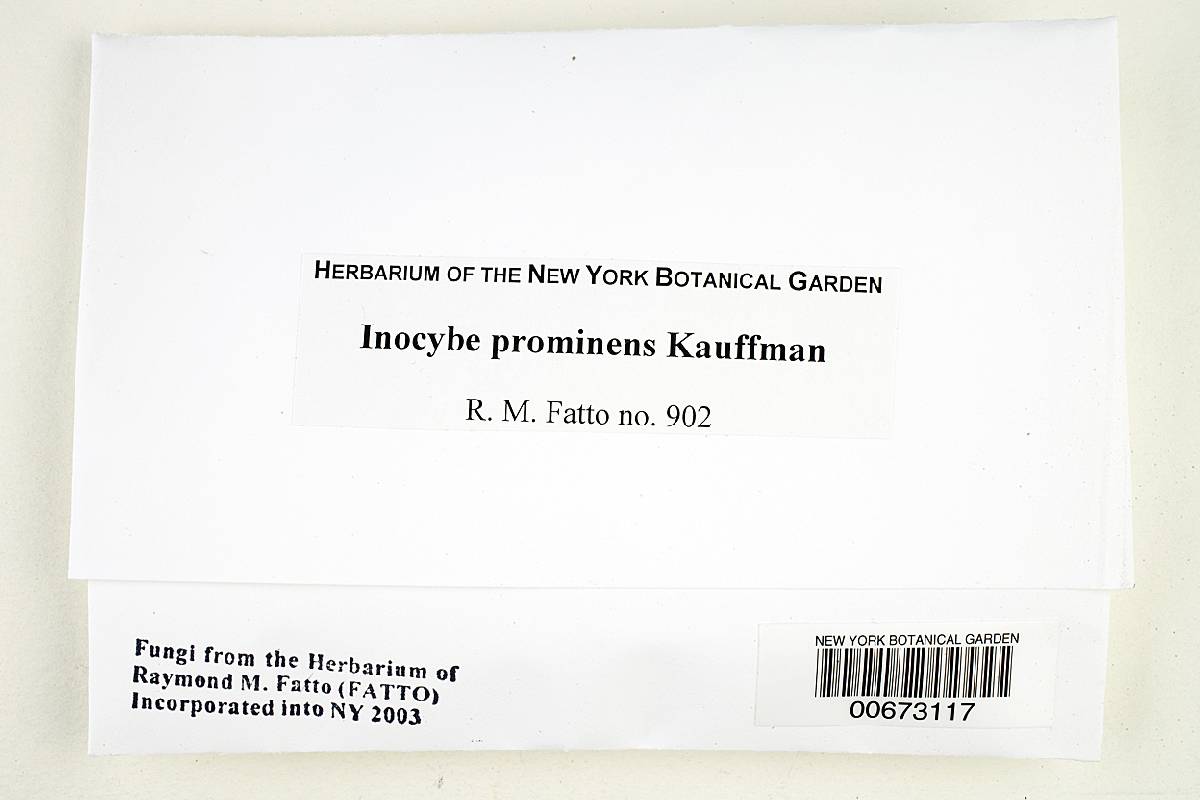 HERBARIUM OF THE NEW YORK BOTANICAL GARDEN
Inocybe prominens Kauffman
R. M. Fatto no. 902
Fungi from the Herbarium of
Raymond M. Fatto (FATTO)
Incorporated into NY 2003
NEW YORK BOTANICAL GARDEN
00673117